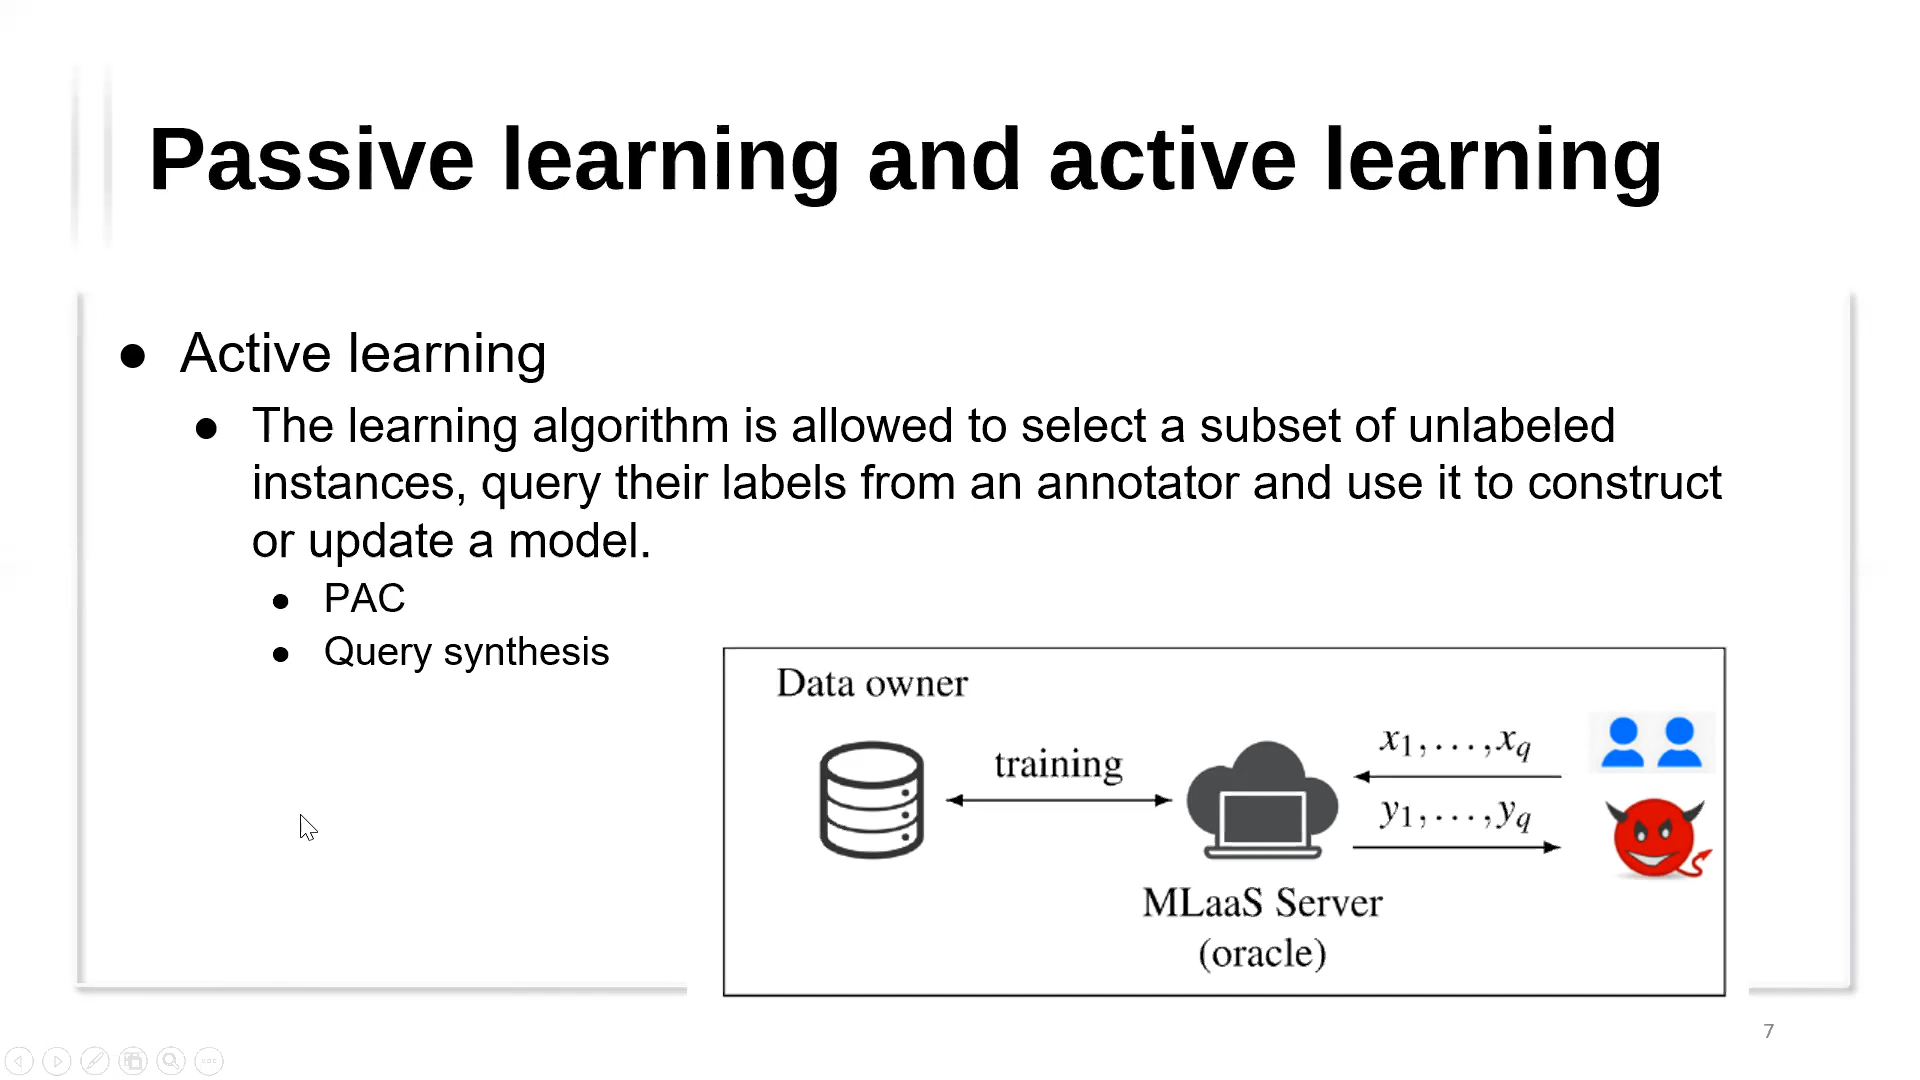 Passive learning and active learning
● Active learning
● The learning algorithm is allowed to select a subset of unlabeled
instances, query their labels from an annotator and use it to construct
or update a model.
● PAC
● Query synthesis
Data owner
training
x1,...,xq
y1,...,yq
MLaaS Server
(oracle)
7